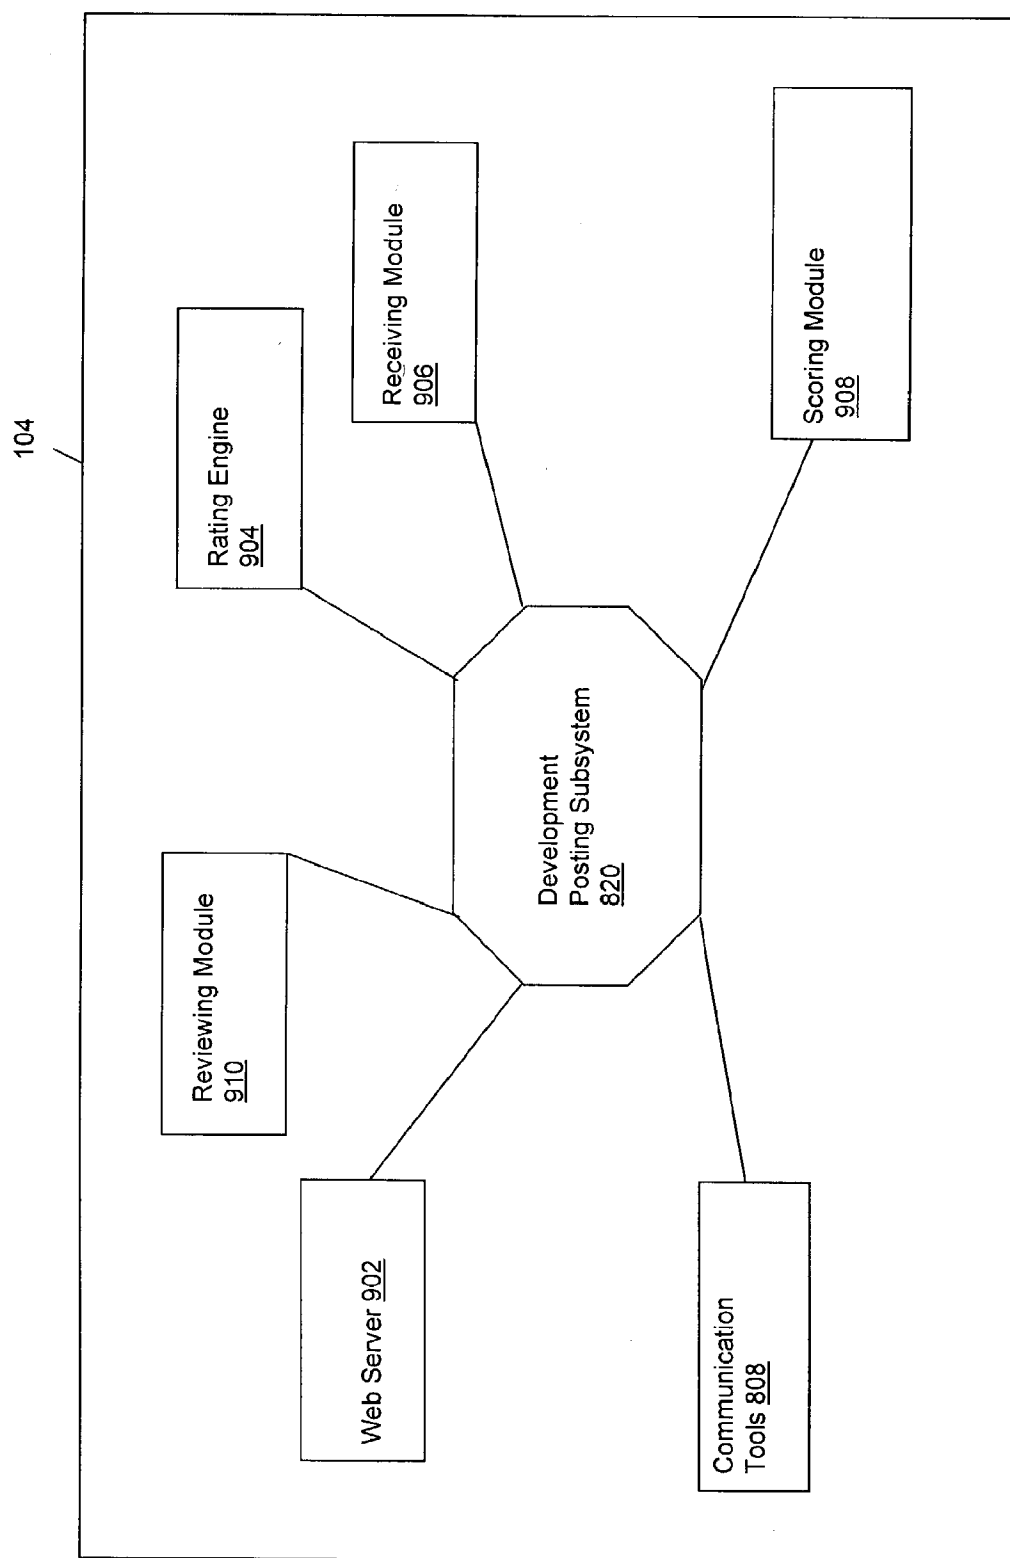 104
Reviewing Module
910
Rating Engine
904
Web Server 902
Receiving Module
906
Development
Posting Subsystem
820
Communication
Tools 808
Scoring Module
908